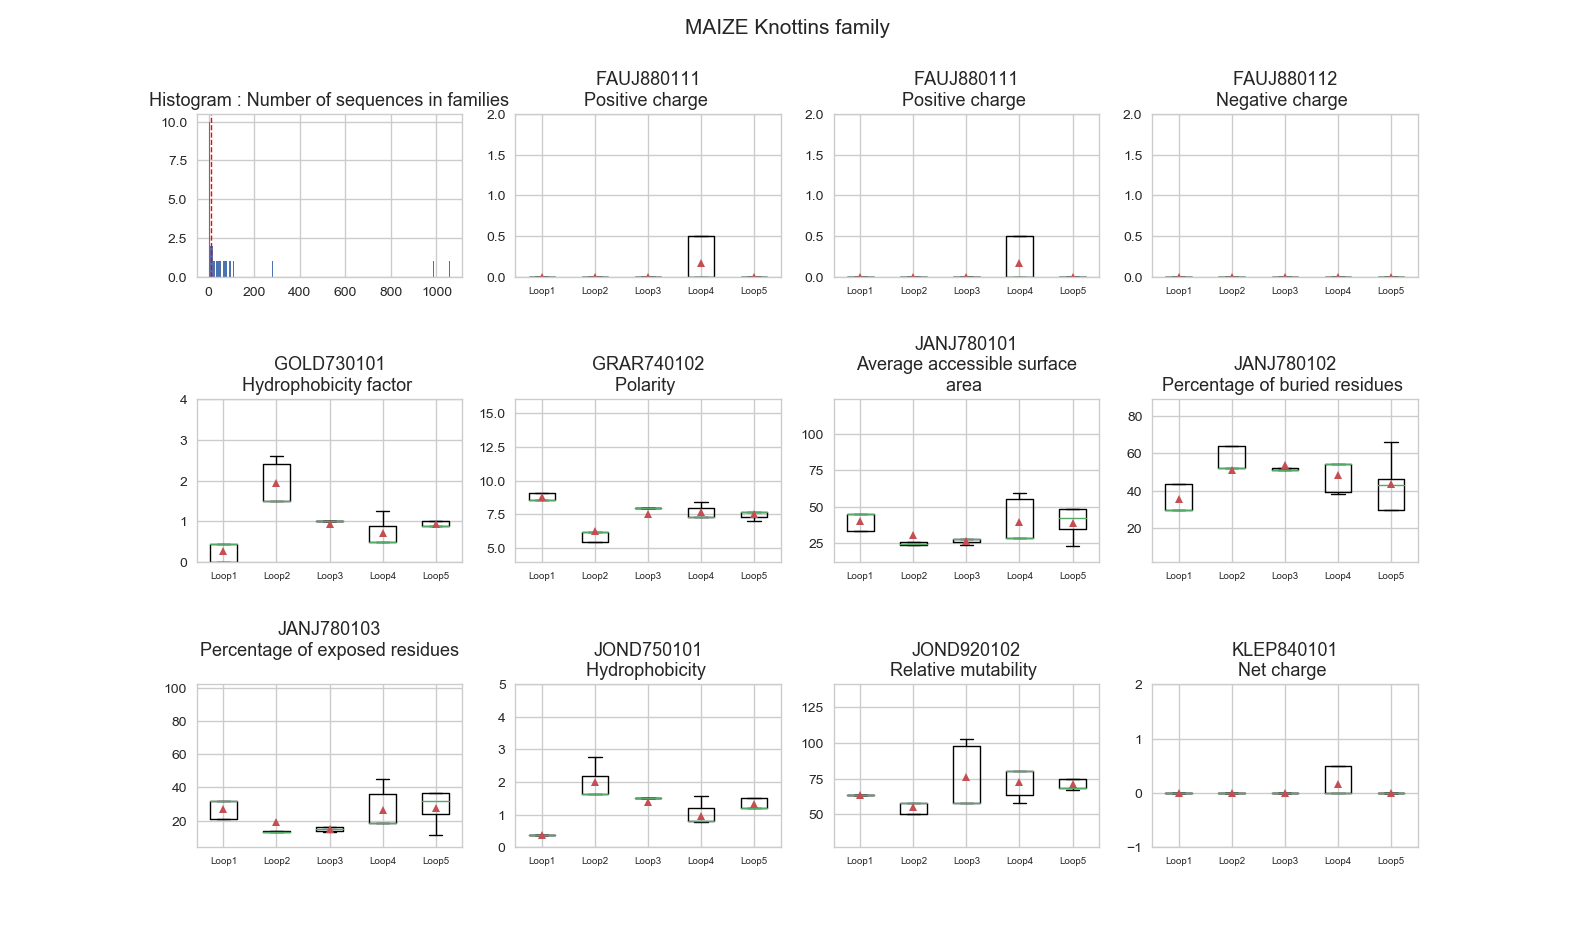 MAIZE Knottins family
Histogram : Number of sequences in families
10.0
7.5
5.0
2.5
0.0
0 200 400 600 800 1000
FAUJ880111
Positive charge
2.0
1.5
1.0
0.5
0.0
Loop1 Loop2 Loop3 Loop4 Loop5
FAUJ880111
Positive charge
2.0
1.5
1.0
0.5
0.0
Loop1 Loop2 Loop3 Loop4 Loop5
FAUJ880112
Negative charge
2.0
1.5
1.0
0.5
0.0
Loop1 Loop2 Loop3 Loop4 Loop5
GOLD730101
Hydrophobicity factor
4
3
2
1
0
Loop1 Loop2 Loop3 Loop4 Loop5
GRAR740102
Polarity
15.0
12.5
10.0
7.5
5.0
Loop1 Loop2 Loop3 Loop4 Loop5
JANJ780101
Average accessible surface
area
100
75
50
25
Loop1 Loop2 Loop3 Loop4 Loop5
JANJ780102
Percentage of buried residues
80
60
40
20
Loop1 Loop2 Loop3 Loop4 Loop5
JANJ780103
Percentage of exposed residues
100
80
60
40
20
Loop1 Loop2 Loop3 Loop4 Loop5
JOND750101
Hydrophobicity
5
4
3
2
1
0
Loop1 Loop2 Loop3 Loop4 Loop5
JOND920102
Relative mutability
125
100
75
50
Loop1 Loop2 Loop3 Loop4 Loop5
KLEP840101
Net charge
2
1
0
−1
Loop1 Loop2 Loop3 Loop4 Loop5